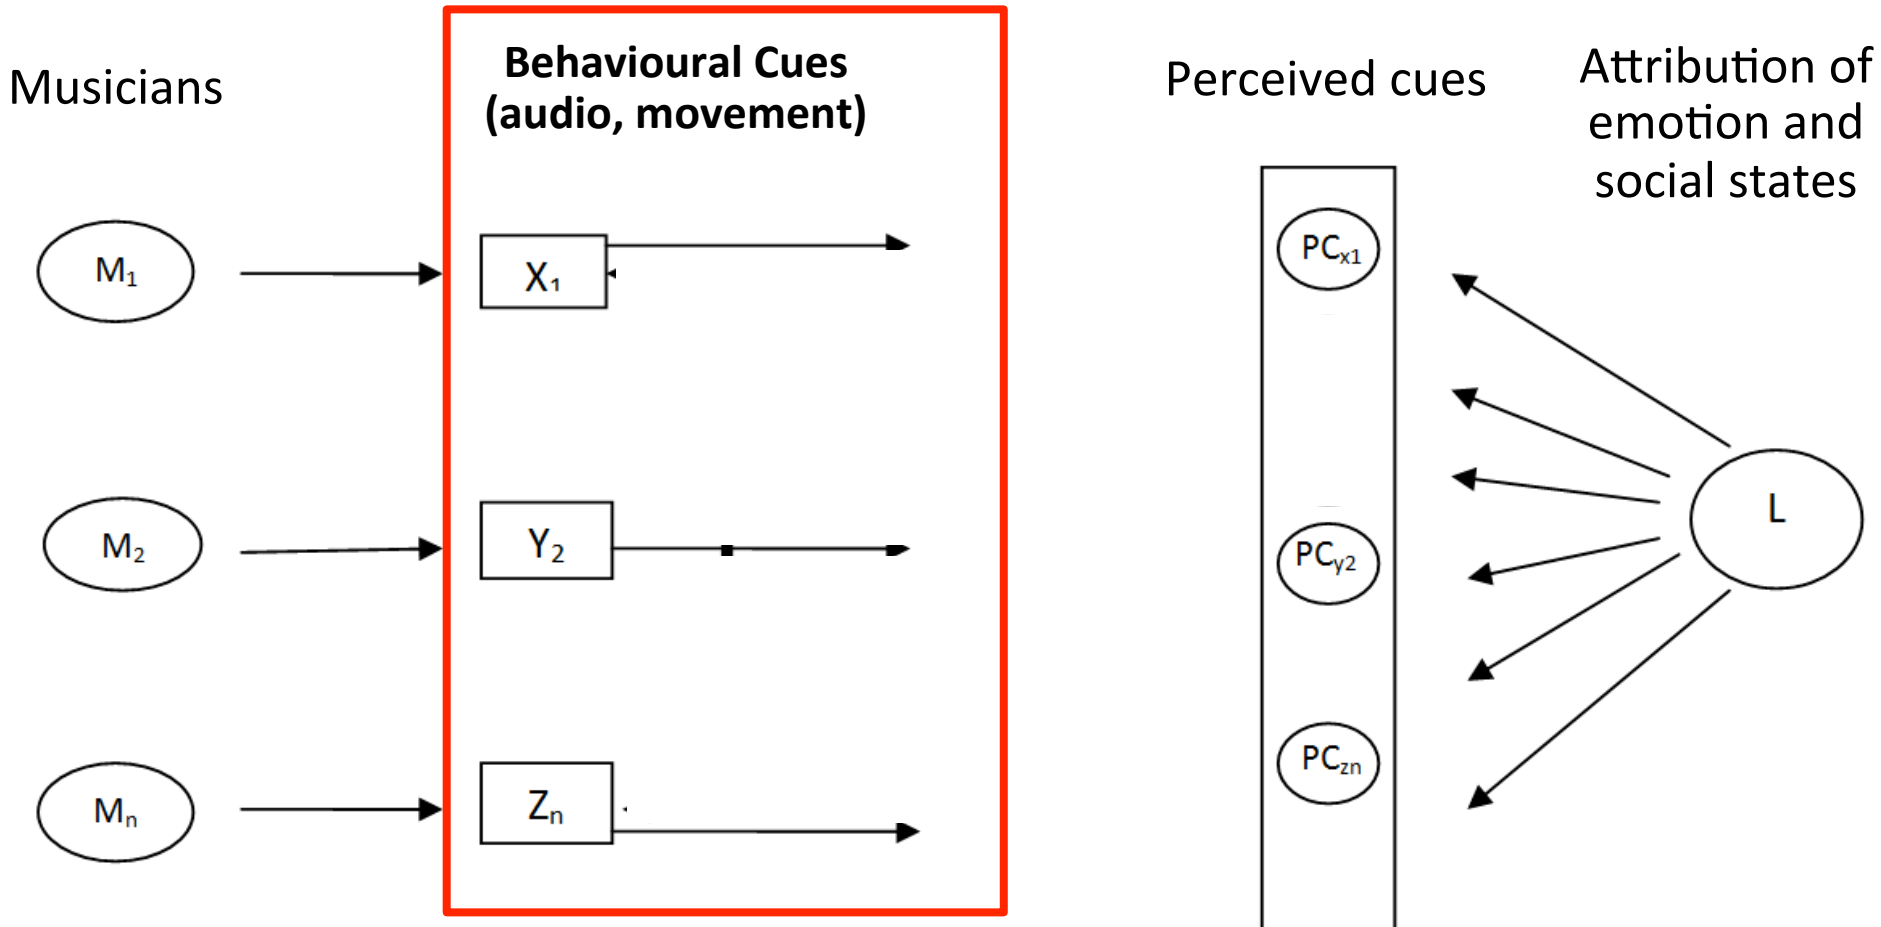 Musicians
Behavioural Cues
(audio, movement)
Perceived cues
Attribution of
emotion and
social states
M₁
X₁
PCx1
M₂
Y₂
PCy2
L
Mn
Zn
PCzn